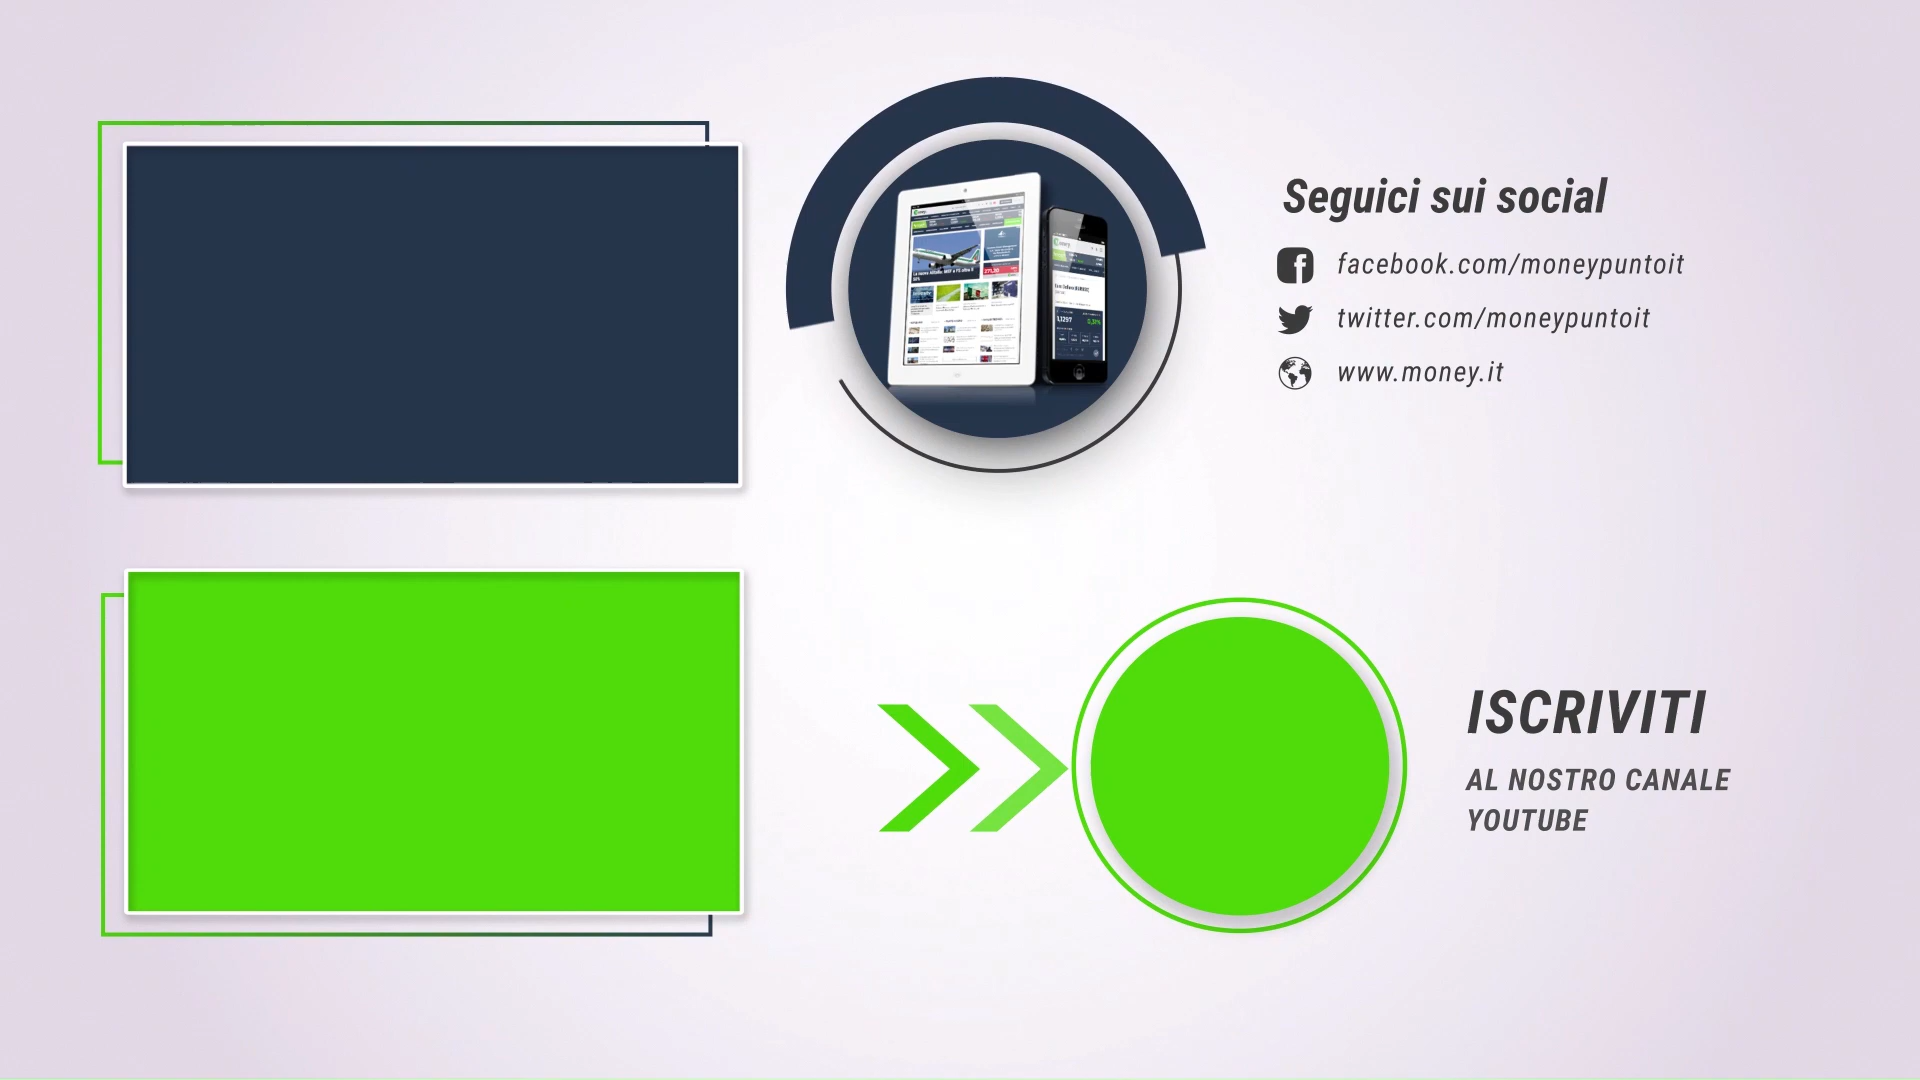 Seguici sui social
facebook.com/moneypuntoit
twitter.com/moneypuntoit
www.money.it
ISCRIVITI
AL NOSTRO CANALE
YOUTUBE